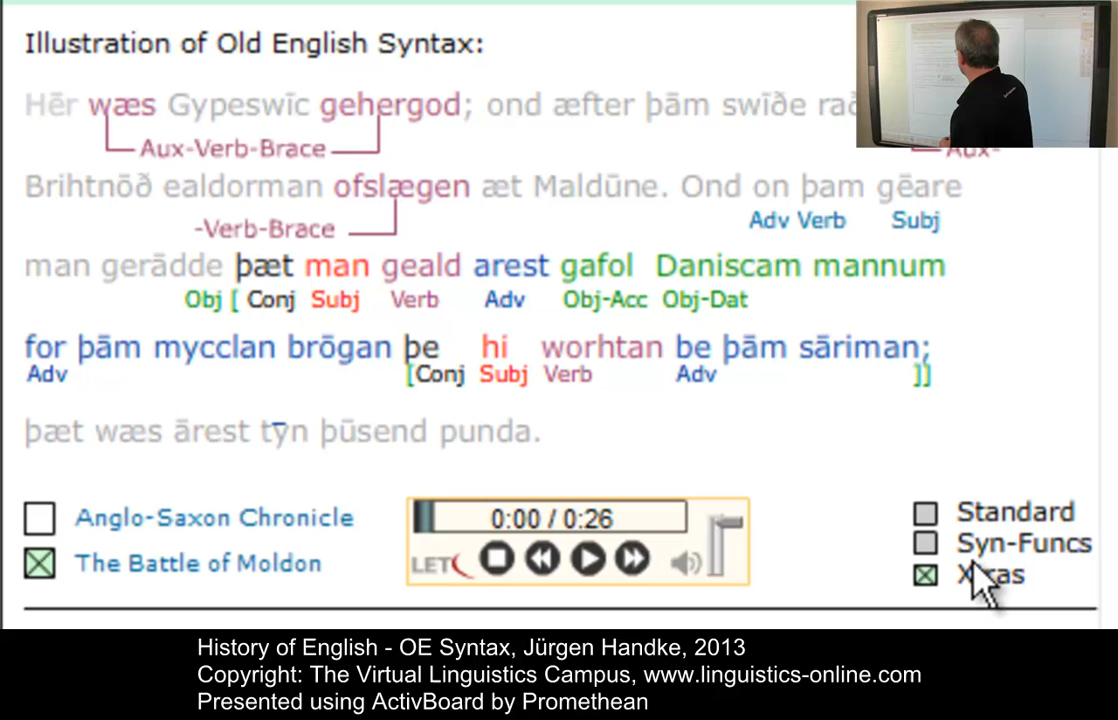 Illustration of Old English Syntax:
Hēr wæs Gypeswīc gehergod; ond æfter þām swīðe
Aux-Verb-Brace Aux-
Brihtnōð ealdorman ofslægen æt Maldūne. Ond on þam gēare
-Verb-Brace Adv Verb Subj
man gerādde þæt man geald arest gafol Daniscam mannum
Obj [ Conj Subj Verb Adv Obj-Acc Obj-Dat
for þām mycclan brōgan þe hi worhtan be þām sāriman;
Adv [Conj Subj Verb Adv ]]
þæt wæs ārest tȳn þūsend punda.
Anglo-Saxon Chronicle
The Battle of Moldon
0:00 / 0:26
LET
Standard
Syn-Funcs
History of English - OE Syntax, Jürgen Handke, 2013
Copyright: The Virtual Linguistics Campus, www.linguistics-online.com
Presented using ActivBoard by Promethean